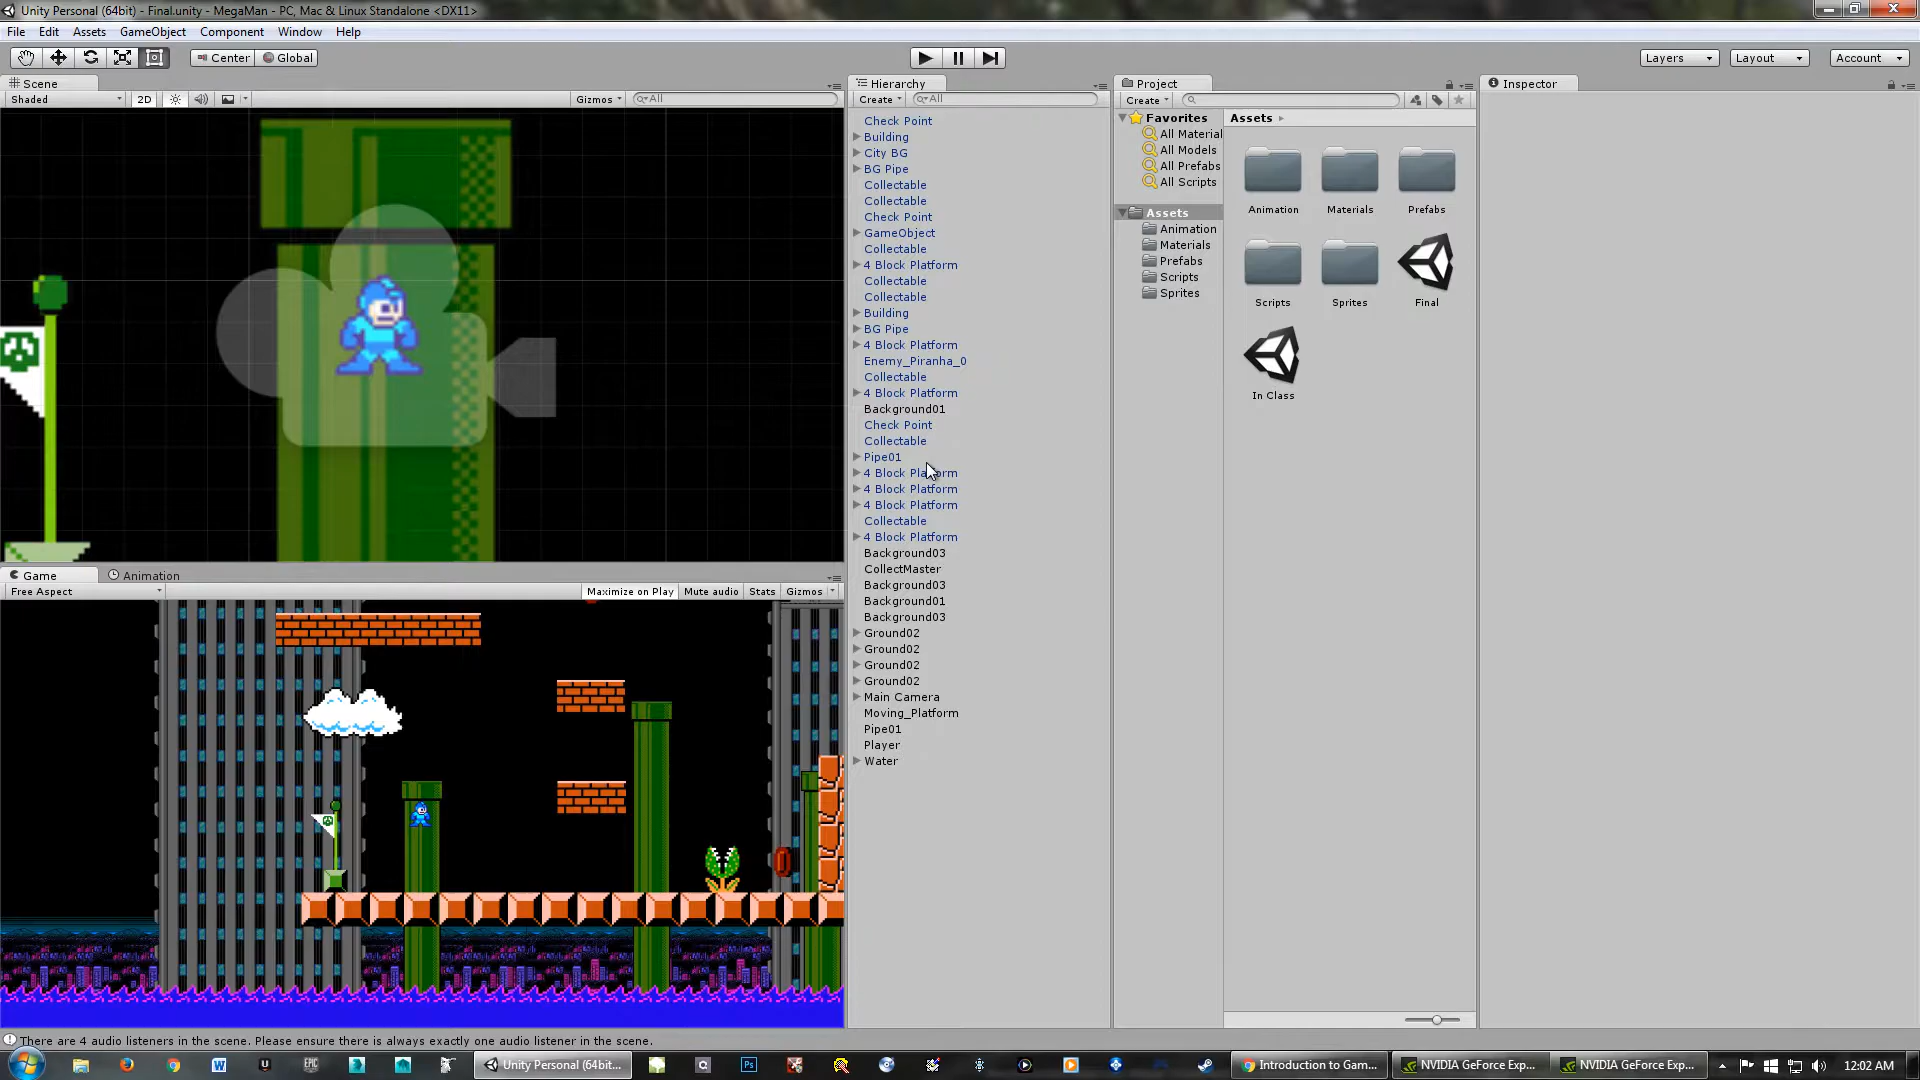 Unity Personal (64bit) - Final.unity - MegaMan - PC, Mac & Linux Standalone <DX11>
File Edit Assets GameObject Component Window Help
Center Global Layers Layout Account
Scene
Shaded 2D Gizmos All
Game Animation
Free Aspect Maximize on Play Mute audio Stats Gizmos
Hierarchy
Create All
Check Point
Building
City BG
BG Pipe
Collectable
Collectable
Check Point
GameObject
Collectable
4 Block Platform
Collectable
Collectable
Building
BG Pipe
4 Block Platform
Enemy_Piranha_0
Collectable
4 Block Platform
Background01
Check Point
Collectable
Pipe01
4 Block Platform
4 Block Platform
4 Block Platform
Collectable
4 Block Platform
Background03
CollectMaster
Background03
Background01
Background03
Ground02
Ground02
Ground02
Ground02
Main Camera
Moving_Platform
Pipe01
Player
Water
Project
Create
Favorites
All Material
All Models
All Prefabs
All Scripts
Assets
Animation
Materials
Prefabs
Scripts
Sprites
Assets
Animation Materials Prefabs
Scripts Sprites Final
In Class
Inspector
There are 4 audio listeners in the scene. Please ensure there is always exactly one audio listener in the scene.
Unity Personal (64bit... Introduction to Gam... NVIDIA GeForce Exp... NVIDIA GeForce Exp... 12:02 AM